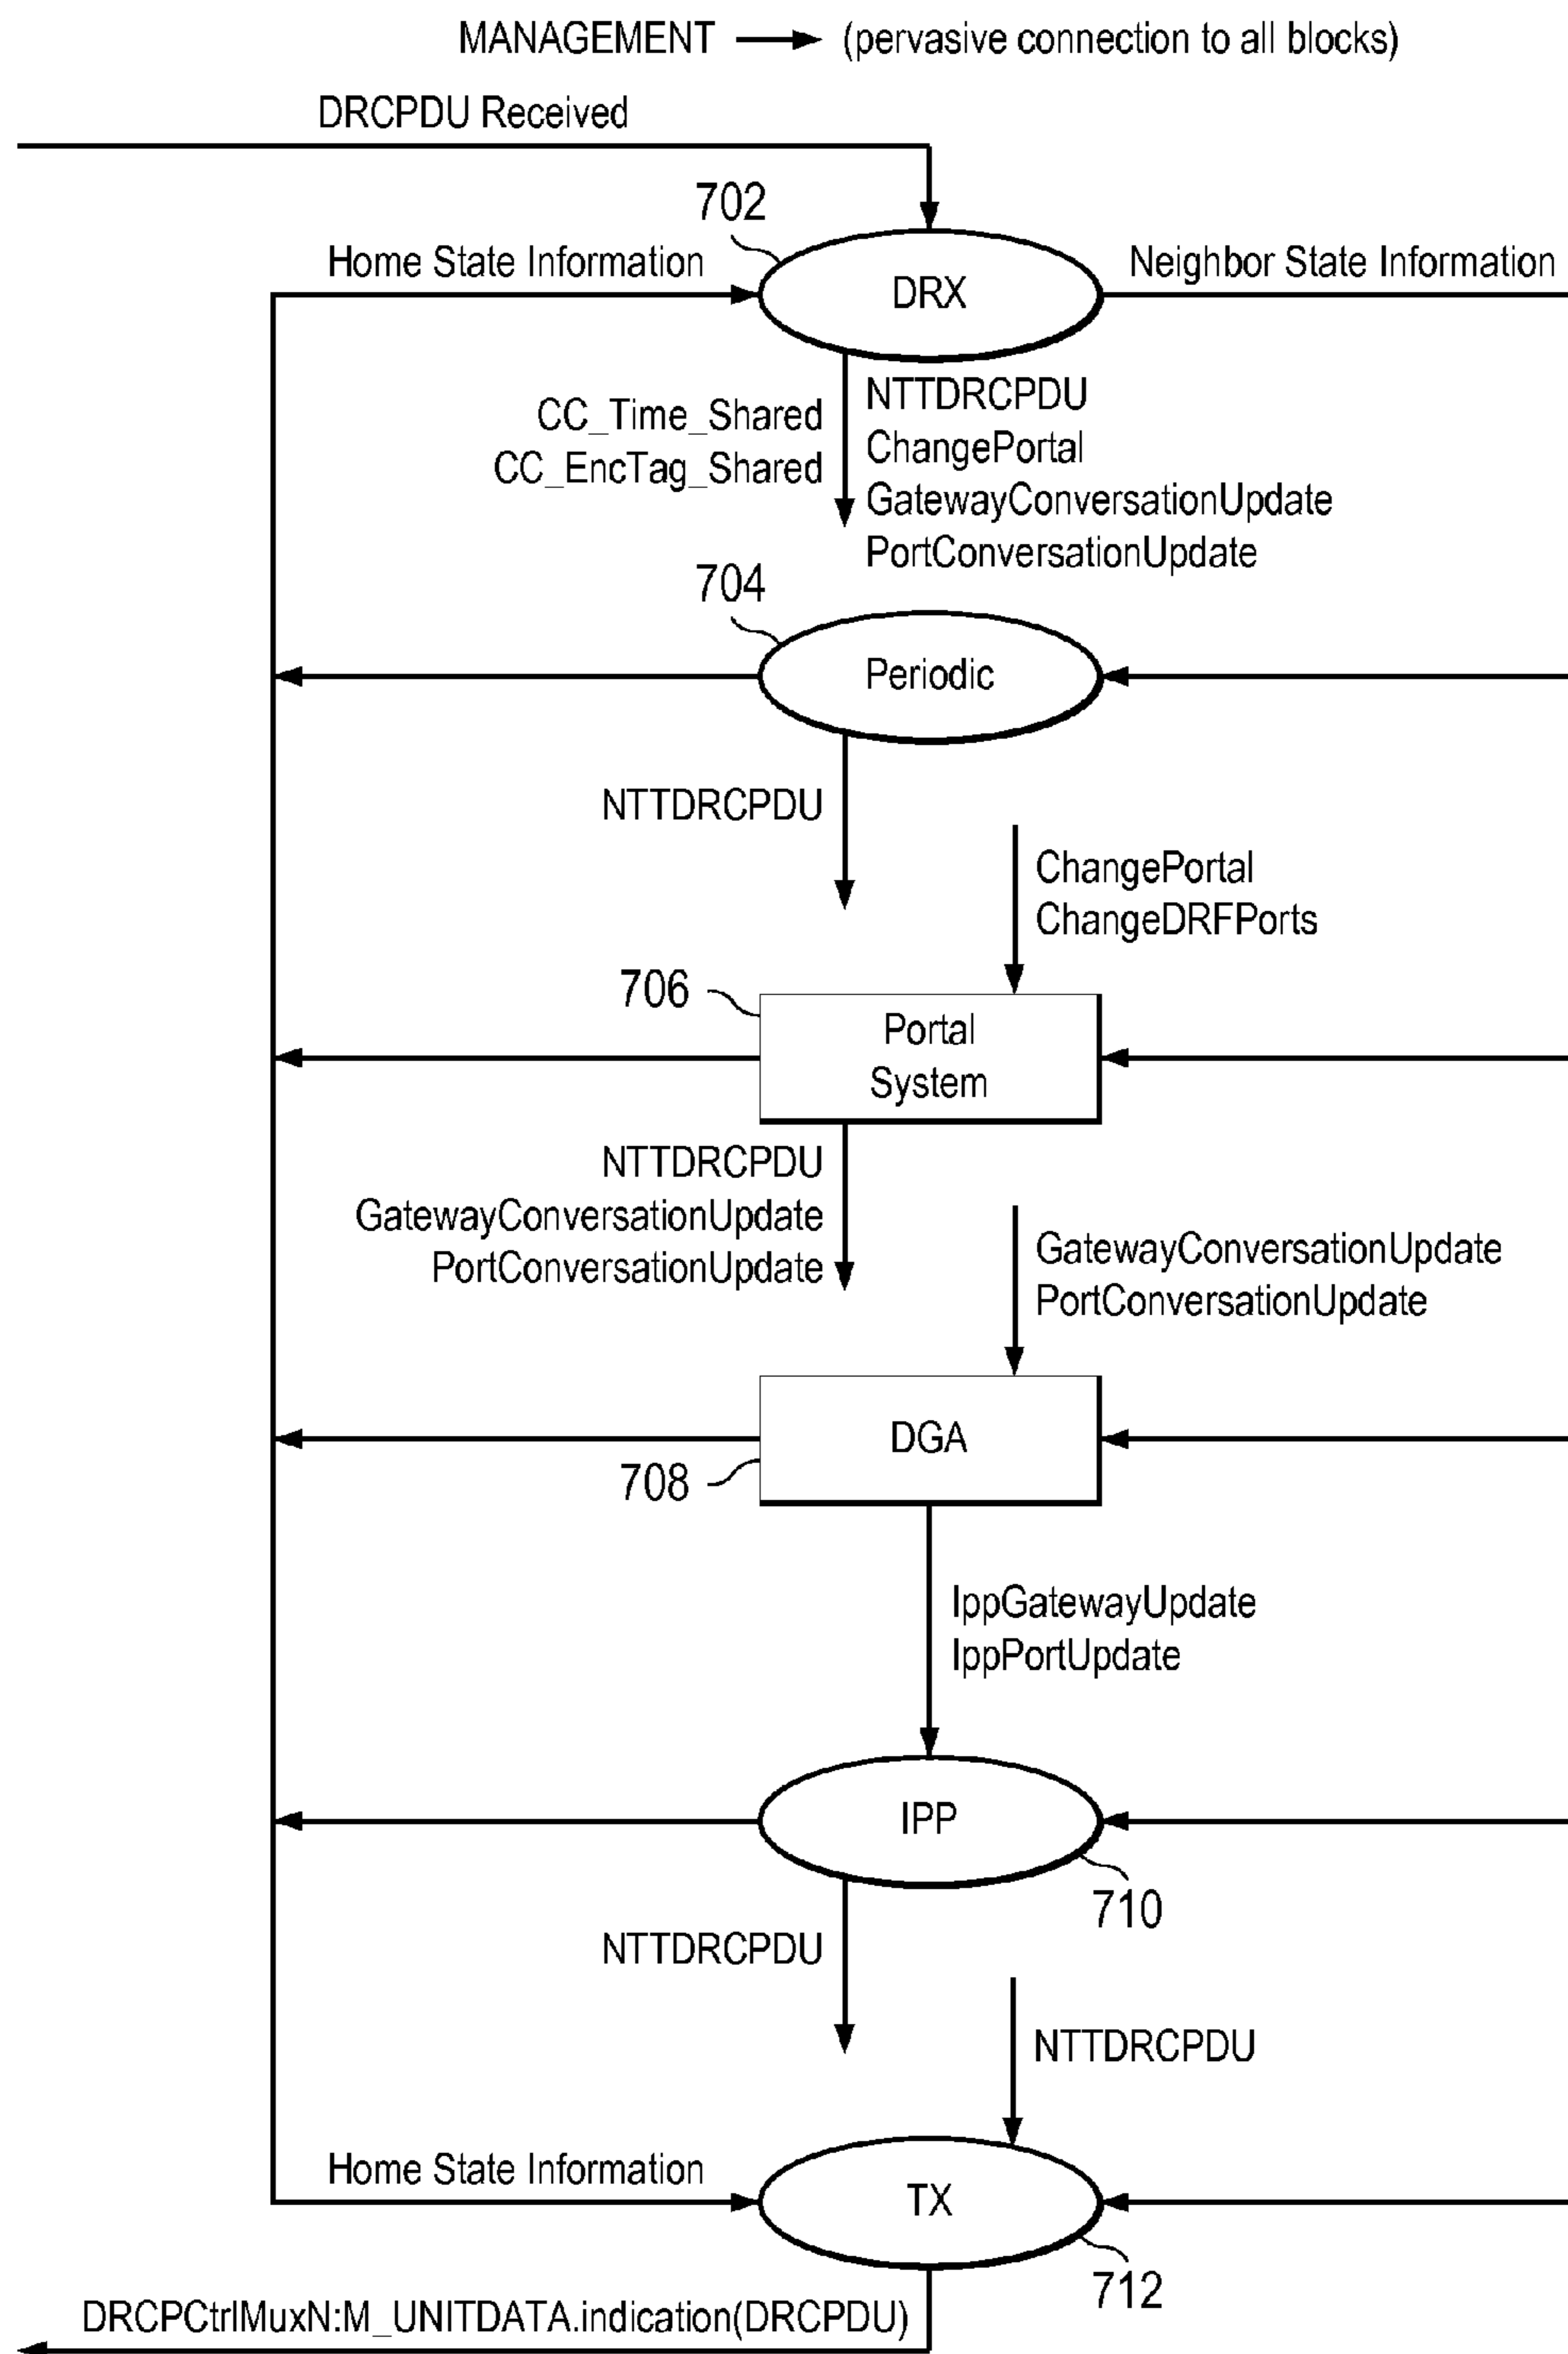 MANAGEMENT (pervasive connection to all blocks)
DRCPDU Received
702
Home State Information
DRX
Neighbor State Information
CC_Time_Shared
CC_EncTag_Shared
NTTDRCPDU
ChangePortal
GatewayConversationUpdate
PortConversationUpdate
704
Periodic
NTTDRCPDU
ChangePortal
ChangeDRFPorts
706
Portal
System
NTTDRCPDU
GatewayConversationUpdate
PortConversationUpdate
GatewayConversationUpdate
PortConversationUpdate
DGA
708
IppGatewayUpdate
IppPortUpdate
IPP
710
NTTDRCPDU
NTTDRCPDU
Home State Information
TX
712
DRCPCtrlMuxN:M_UNITDATA.indication(DRCPDU)